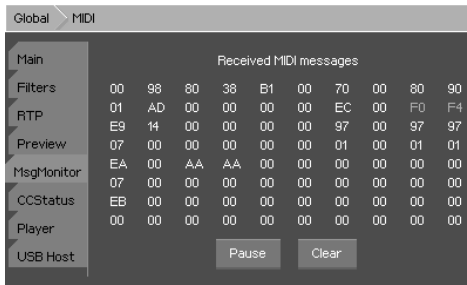 Global MIDI
Main
Filters
RTP
Preview
MsgMonitor
CCStatus
Player
USB Host
Received MIDI messages
00 98 80 38 B1 00 70 00 80 90
01 AD 00 00 00 00 EC 00 F0 F4
E9 14 00 00 00 00 97 00 97 97
07 00 00 00 00 00 01 00 01 01
EA 00 AA AA 00 00 00 00 00 00
07 00 00 00 00 00 00 00 00 00
EB 00 00 00 00 00 00 00 00 00
00 00 00 00 00 00 00 00 00 00
Pause Clear